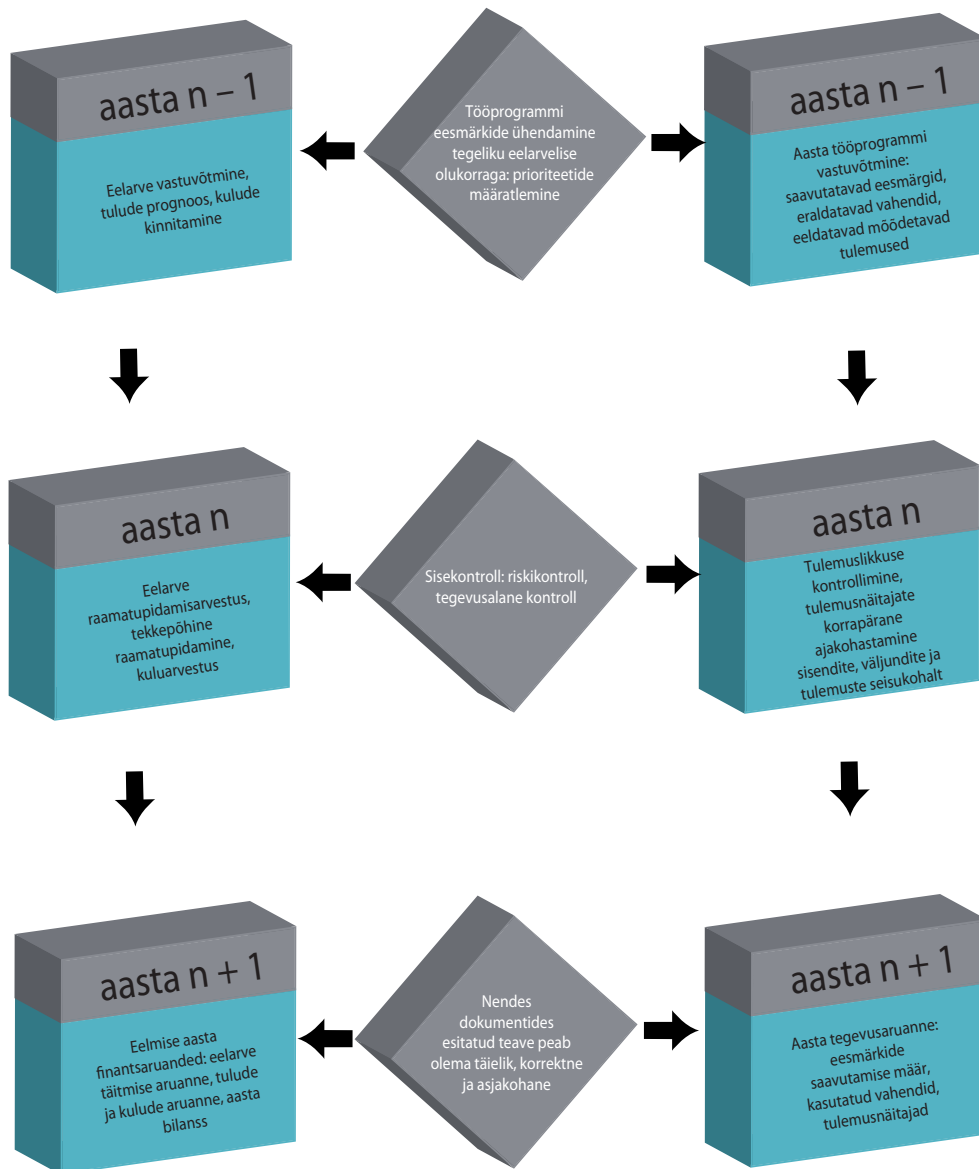 aasta n – 1
Eelarve vastuvõtmine,
tulude prognoos, kulude
kinnitamine
Tööprogrammi
eesmärkide ühendamine
tegeliku eelarvelise
olukorraga: prioriteetide
määratlemine
aasta n – 1
Aasta tööprogrammi
vastuvõtmine:
saavutatavad eesmärgid,
eraldatavad vahendid,
eeldatavad mõõdetavad
tulemused
aasta n
Eelarve
raamatupidamisarvestus,
tekkepõhine
raamatupidamine,
kuluarvestus
Sisekontroll: riskikontroll,
tegevusalane kontroll
aasta n
Tulemuslikkuse
kontrollimine,
tulemusnäitajate
korrapärane
ajakohastamine
sisendite, väljundite ja
tulemuste seisukohalt
aasta n + 1
Eelmise aasta
finantsaruanded: eelarve
täitmise aruanne, tulude
ja kulude aruanne, aasta
bilanss
Nendes
dokumentides
esitatud teave peab
olema täielik, korrektne
ja asjakohane
aasta n + 1
Aasta tegevusaruanne:
eesmärkide
saavutamise määr,
kasutatud vahendid,
tulemusnäitajad